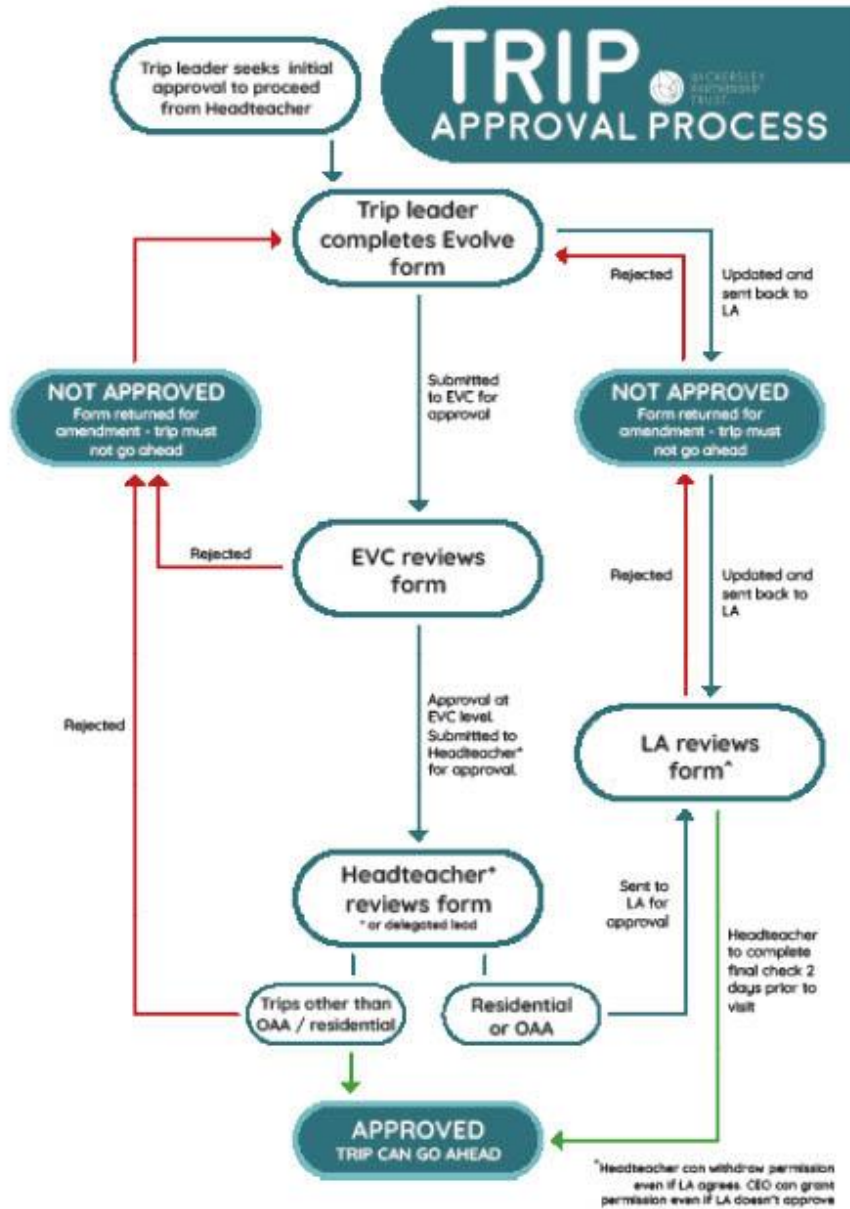 TRIP
WICKERSLEY
PARTNERSHIP
TRUST
APPROVAL PROCESS
Trip leader seeks initial
approval to proceed
from Headteacher
Trip leader
completes Evolve
form
Rejected
Updated and
sent back to
LA
NOT APPROVED
Form returned for
amendment - trip must
not go ahead
Submitted
to EVC for
approval
NOT APPROVED
Form returned for
amendment - trip must
not go ahead
Rejected
EVC reviews
form
Rejected
Updated and
sent back to
LA
Rejected
Approval at
EVC level.
Submitted to
Headteacher*
for approval.
LA reviews
form^
Headteacher*
reviews form
* or delegated lead
Sent to
LA for
approval
Headteacher
to complete
final check 2
days prior to
visit
Trips other than
OAA / residential
Residential
or OAA
APPROVED
TRIP CAN GO AHEAD
^Headteacher can withdraw permission
even if LA agrees. CEO can grant
permission even if LA doesn't approve